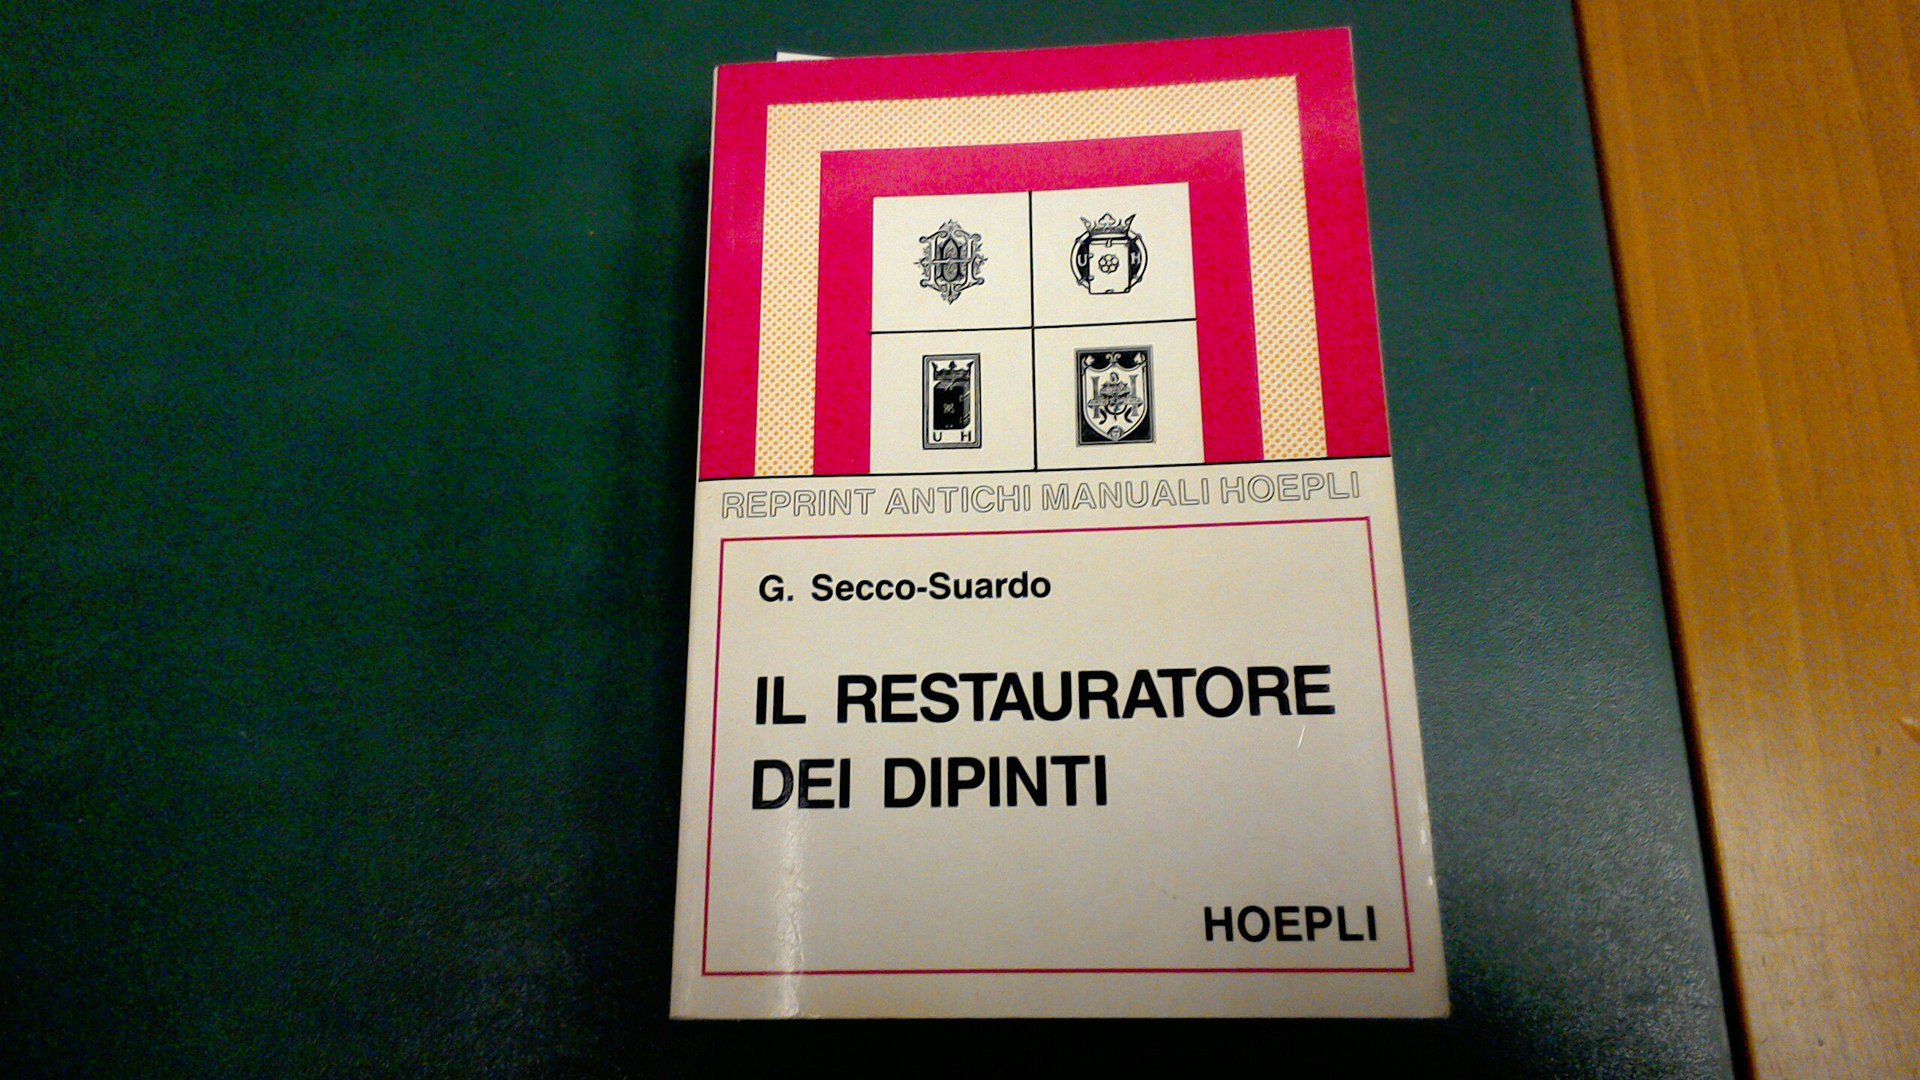 U H
U H
REPRINT ANTICHI MANUALI HOEPLI
G. Secco-Suardo
IL RESTAURATORE
DEI DIPINTI
HOEPLI